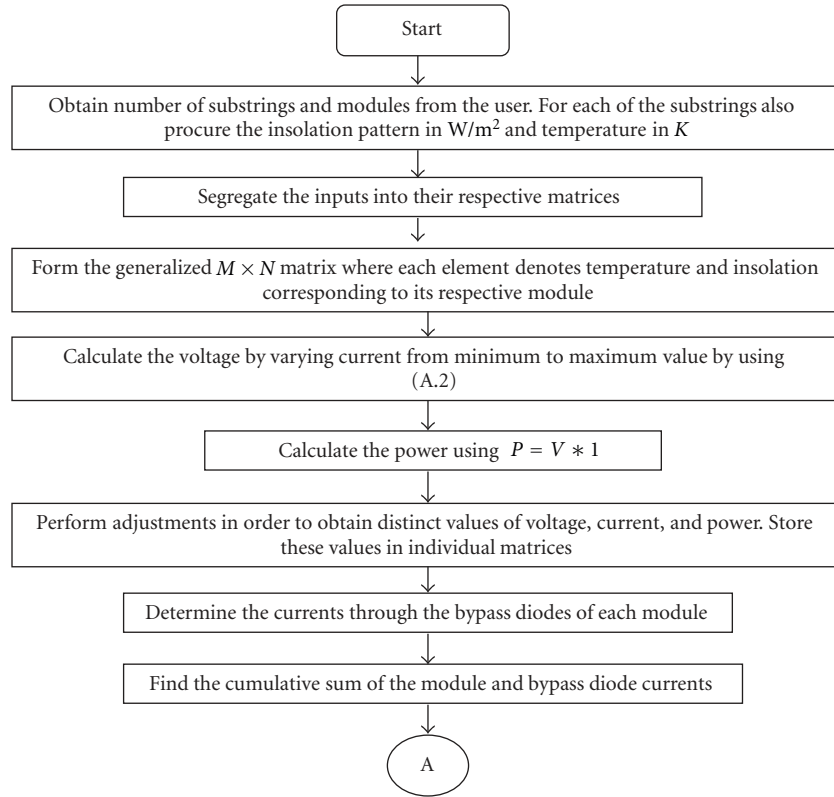 Start
Obtain number of substrings and modules from the user. For each of the substrings also
procure the insolation pattern in W/m² and temperature in K
Segregate the inputs into their respective matrices
Form the generalized M × N matrix where each element denotes temperature and insolation
corresponding to its respective module
Calculate the voltage by varying current from minimum to maximum value by using
(A.2)
Calculate the power using P = V ∗ 1
Perform adjustments in order to obtain distinct values of voltage, current, and power. Store
these values in individual matrices
Determine the currents through the bypass diodes of each module
Find the cumulative sum of the module and bypass diode currents
A